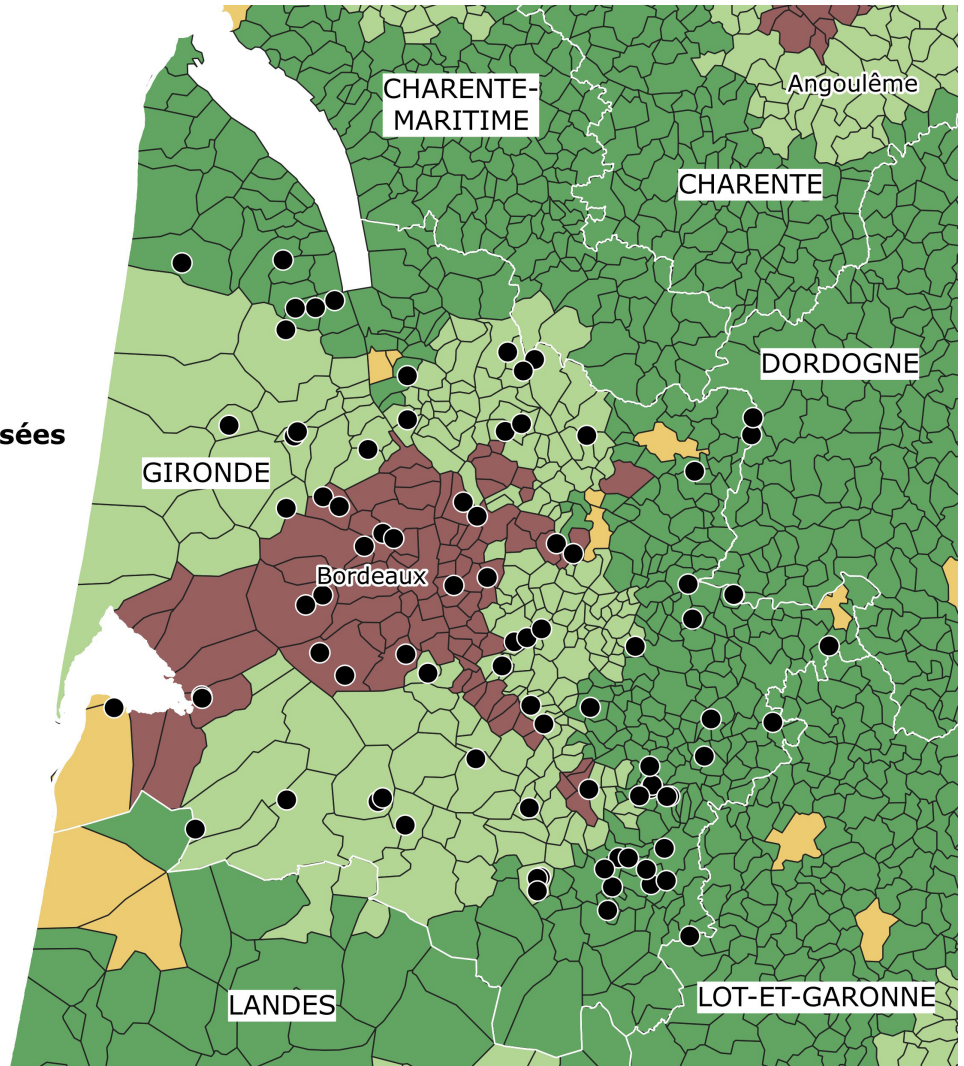 Angoulême
CHARENTE-
MARITIME
CHARENTE
DORDOGNE
sées
GIRONDE
Bordeaux
LANDES
LOT-ET-GARONNE